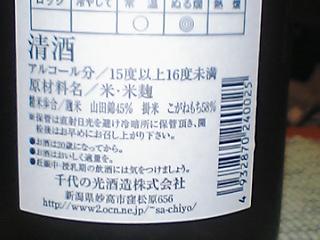 ロック 冷やして 常温 ぬる燗 熱燗
○ ◎
清酒
アルコール分／15度以上16度未満
原材料名／米・米麹
精米歩合／麹米 山田錦45% 掛米 こがねもち58%
※保管は直射日光を避け冷暗所に保管頂き、開
栓後はお早めにお召し上がり下さい。
●お酒は20歳になってから。
●お酒はおいしく適量を。
●妊娠中・授乳期の飲酒には気をつけましょう。
千代の光酒造株式会社
新潟県妙高市窪松原656
http://www2.ocn.ne.jp/~sa-chiyo/
4 932870 240025